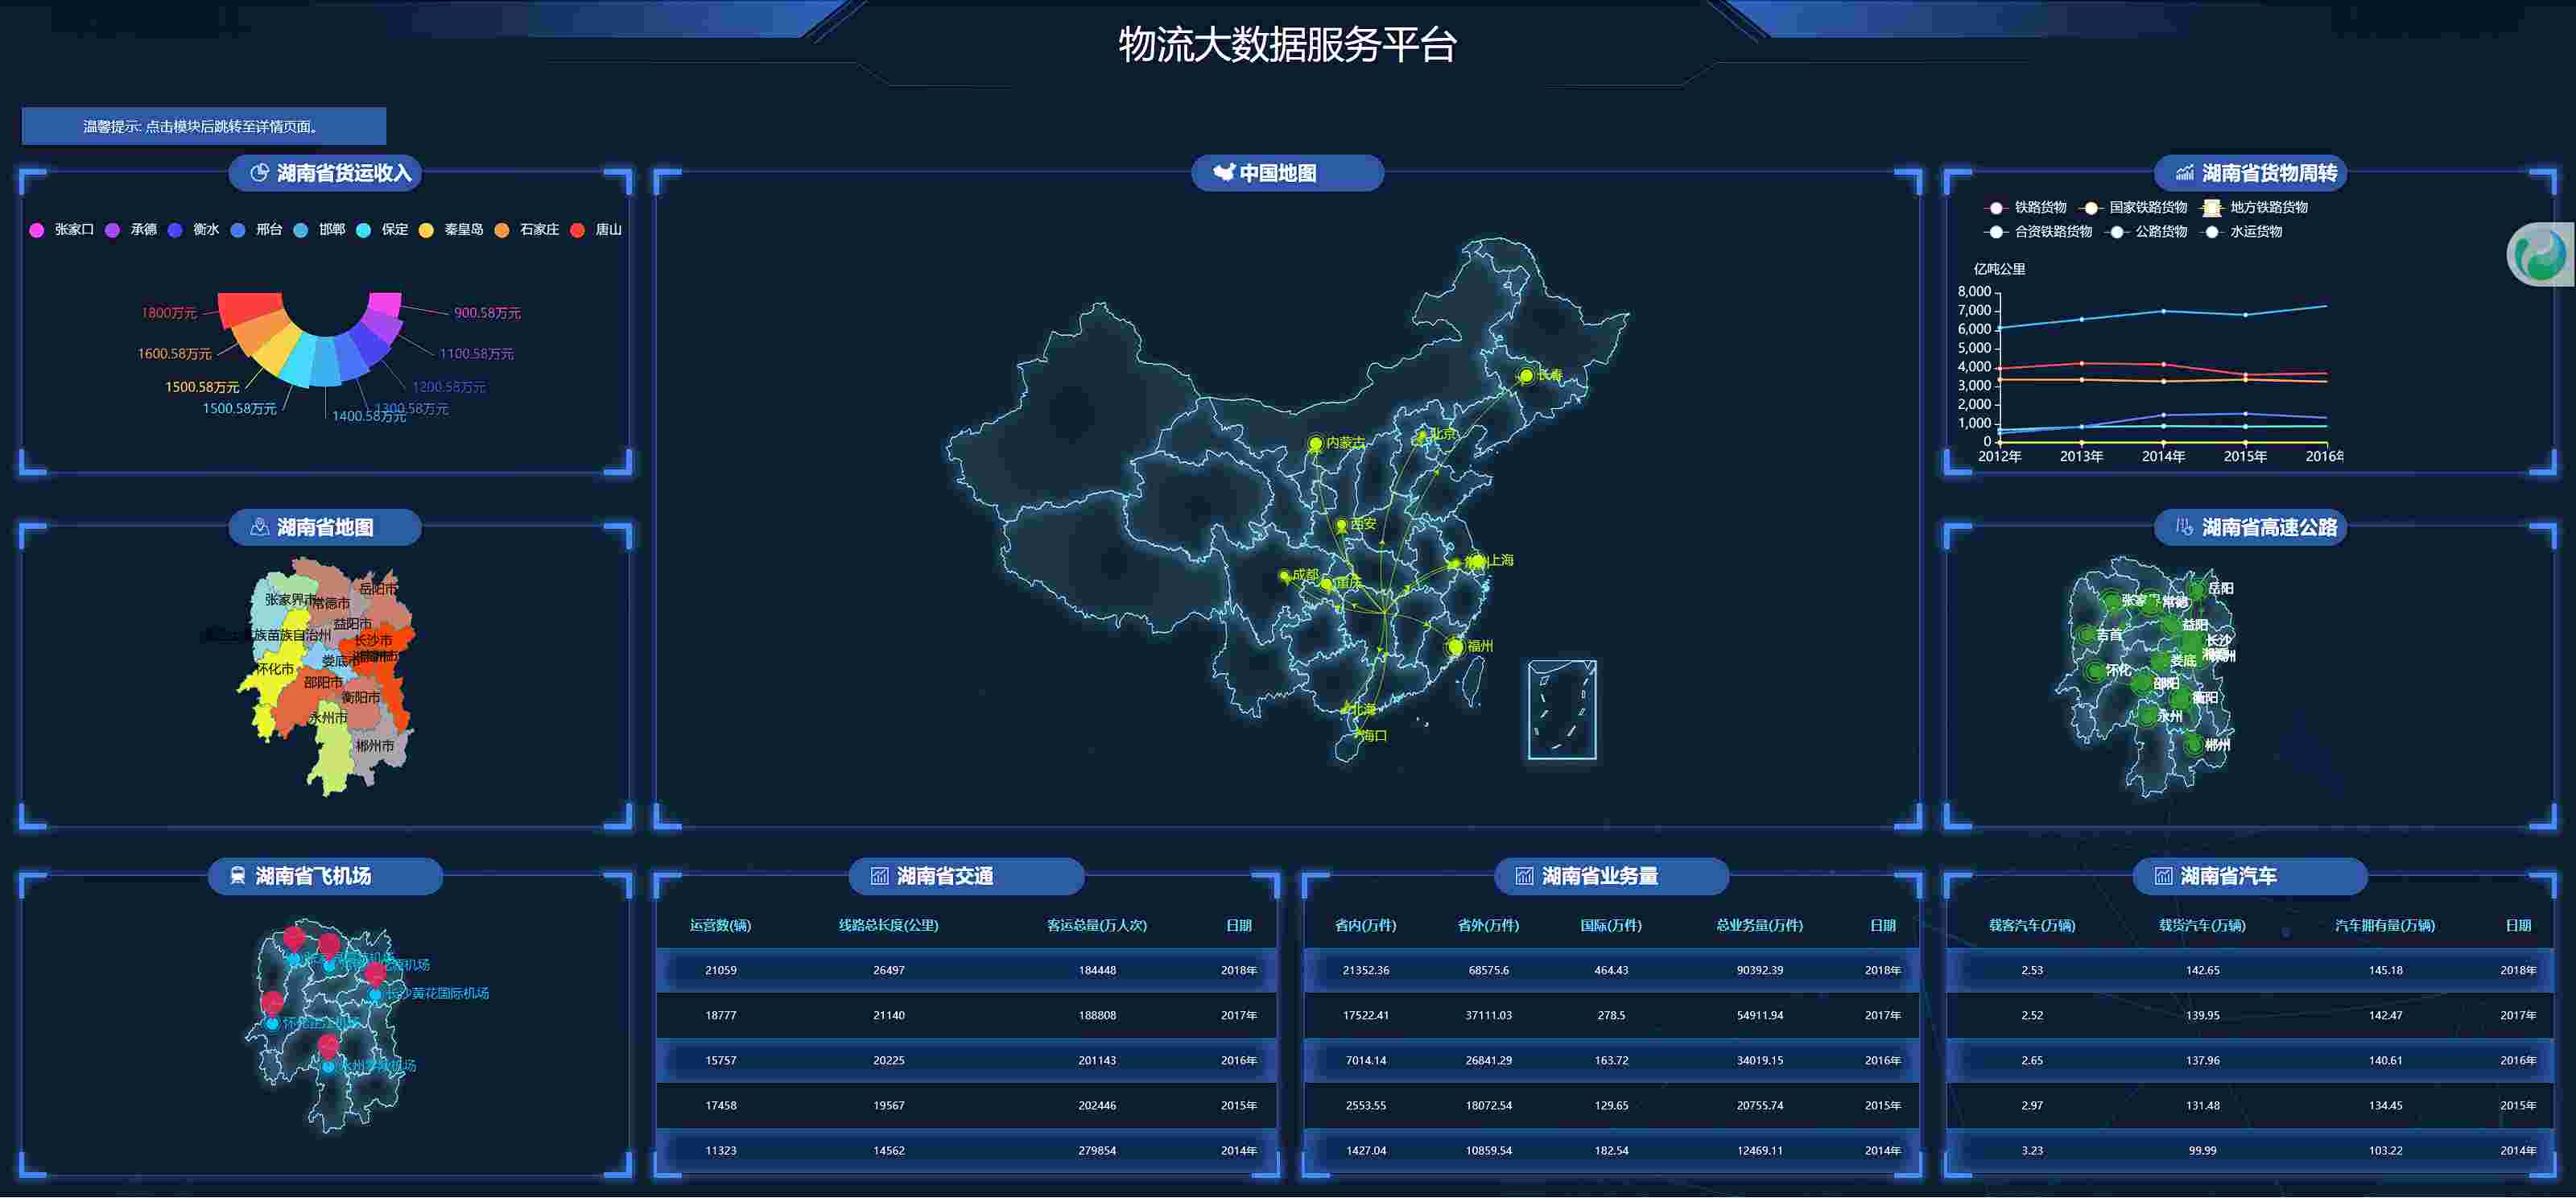 物流大数据服务平台
温馨提示: 点击模块后跳转至详情页面。
湖南省货运收入
张家口 承德 衡水 邢台 邯郸 保定 秦皇岛 石家庄 唐山
1800万元 900.58万元
1600.58万元 1100.58万元
1500.58万元 1200.58万元
1500.58万元 1400.58万元 1300.58万元
湖南省地图
岳阳市
张家界市 常德市
益阳市
族苗族自治州 长沙市
娄底市
怀化市
邵阳市
衡阳市
永州市
郴州市
湖南省飞机场
机场
长沙黄花国际机场
机场
中国地图
长春
内蒙古 北京
西安
上海
成都 重庆
福州
北海
海口
湖南省货物周转
铁路货物 国家铁路货物 地方铁路货物
合资铁路货物 公路货物 水运货物
亿吨公里
8,000
7,000
6,000
5,000
4,000
3,000
2,000
1,000
0
2012年 2013年 2014年 2015年 2016年
湖南省高速公路
岳阳
常德
益阳
吉首 长沙
娄底
怀化
邵阳
衡阳
永州
郴州
湖南省交通
运营数(辆) 线路总长度(公里) 客运总量(万人次) 日期
21059 26497 184448 2018年
18777 21140 188808 2017年
15757 20225 201143 2016年
17458 19567 202446 2015年
11323 14562 279854 2014年
湖南省业务量
省内(万件) 省外(万件) 国际(万件) 总业务量(万件) 日期
21352.36 68575.6 464.43 90392.39 2018年
17522.41 37111.03 278.5 54911.94 2017年
7014.14 26841.29 163.72 34019.15 2016年
2553.55 18072.54 129.65 20755.74 2015年
1427.04 10859.54 182.54 12469.11 2014年
湖南省汽车
载客汽车(万辆) 载货汽车(万辆) 汽车拥有量(万辆) 日期
2.53 142.65 145.18 2018年
2.52 139.95 142.47 2017年
2.65 137.96 140.61 2016年
2.97 131.48 134.45 2015年
3.23 99.99 103.22 2014年